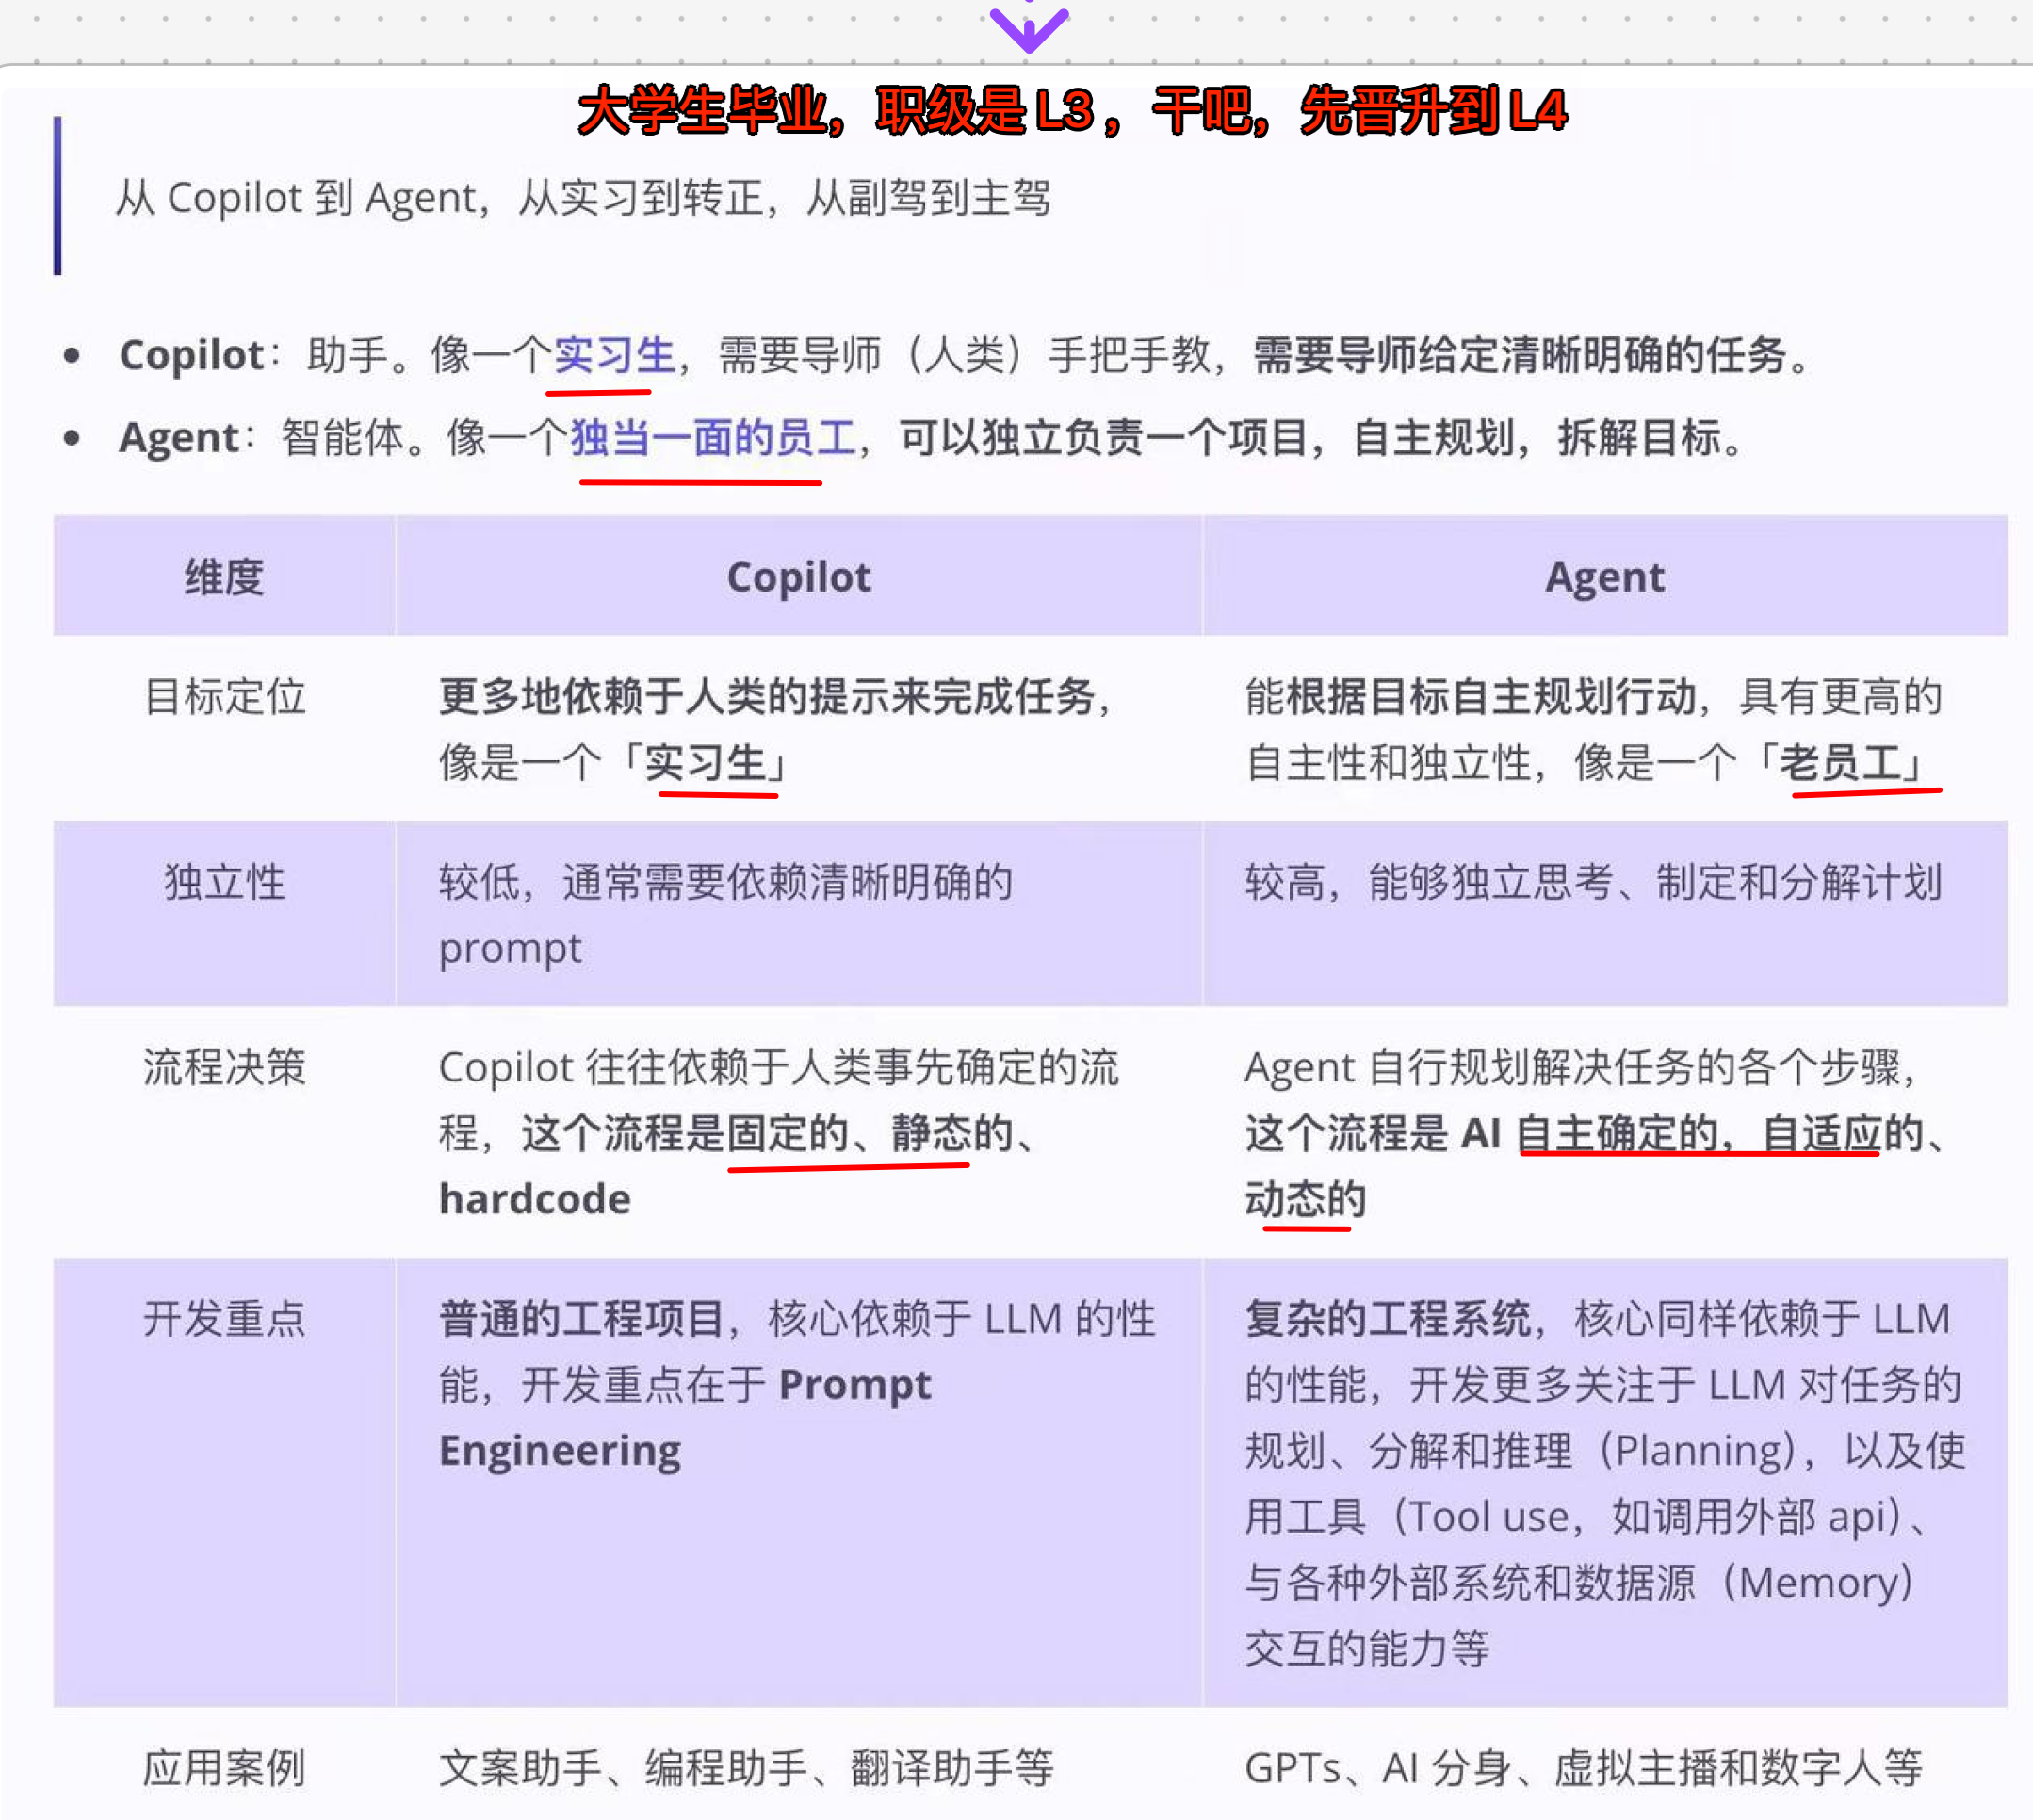 大学生毕业，职级是 L3 ，干吧，先晋升到 L4
从 Copilot 到 Agent，从实习到转正，从副驾到主驾
• Copilot：助手。像一个实习生，需要导师（人类）手把手教，需要导师给定清晰明确的任务。
• Agent：智能体。像一个独当一面的员工，可以独立负责一个项目，自主规划，拆解目标。
维度
Copilot
Agent
目标定位
更多地依赖于人类的提示来完成任务，
像是一个「实习生」
能根据目标自主规划行动，具有更高的
自主性和独立性，像是一个「老员工」
独立性
较低，通常需要依赖清晰明确的
prompt
较高，能够独立思考、制定和分解计划
流程决策
Copilot 往往依赖于人类事先确定的流
程，这个流程是固定的、静态的、
hardcode
Agent 自行规划解决任务的各个步骤，
这个流程是 AI 自主确定的，自适应的、
动态的
开发重点
普通的工程项目，核心依赖于 LLM 的性
能，开发重点在于 Prompt
Engineering
复杂的工程系统，核心同样依赖于 LLM
的性能，开发更多关注于 LLM 对任务的
规划、分解和推理（Planning），以及使
用工具（Tool use，如调用外部 api）、
与各种外部系统和数据源（Memory）
交互的能力等
应用案例
文案助手、编程助手、翻译助手等
GPTs、AI 分身、虚拟主播和数字人等